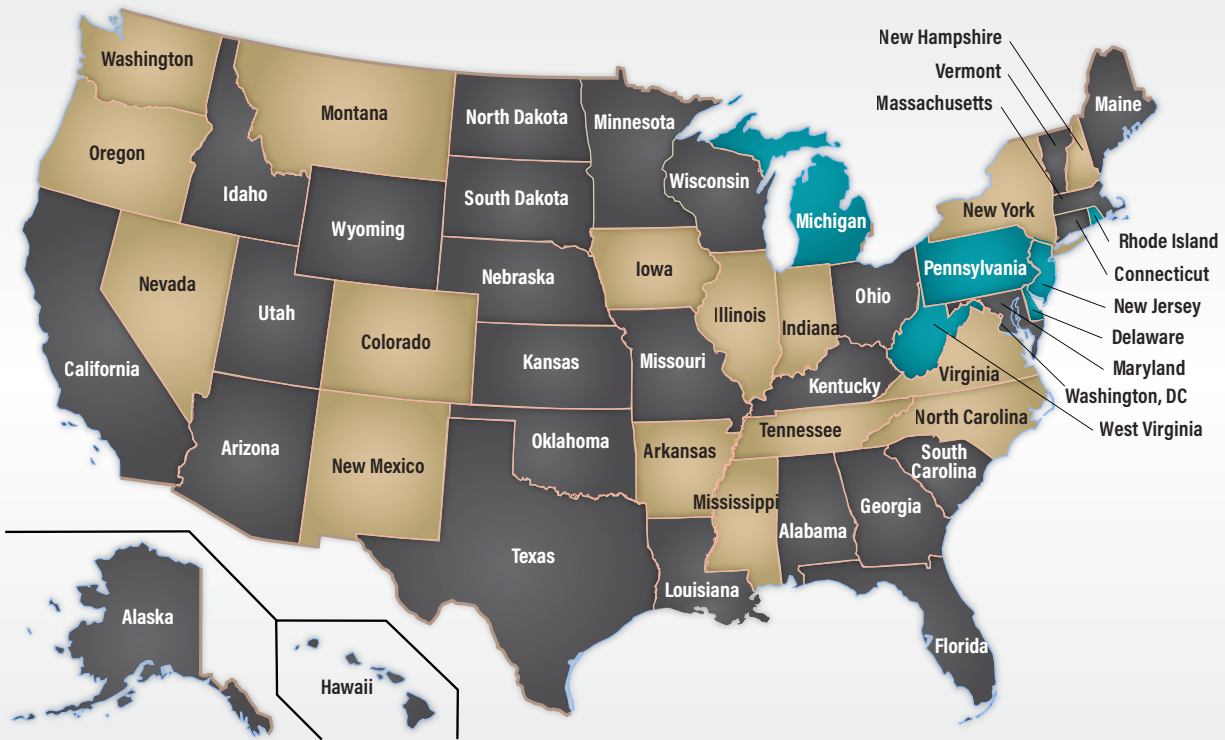 New Hampshire
Vermont
Massachusetts
Washington
Montana
North Dakota
Minnesota
Maine
Oregon
Idaho
South Dakota
Wisconsin
Michigan
New York
Wyoming
Rhode Island
Connecticut
Nevada
Nebraska
Iowa
Pennsylvania
New Jersey
Utah
Colorado
Illinois
Indiana
Ohio
Delaware
California
Kansas
Missouri
Kentucky
Virginia
Maryland
Washington, DC
West Virginia
Arizona
New Mexico
Oklahoma
Arkansas
Tennessee
North Carolina
South
Carolina
Mississippi
Alabama
Georgia
Texas
Louisiana
Florida
Alaska
Hawaii